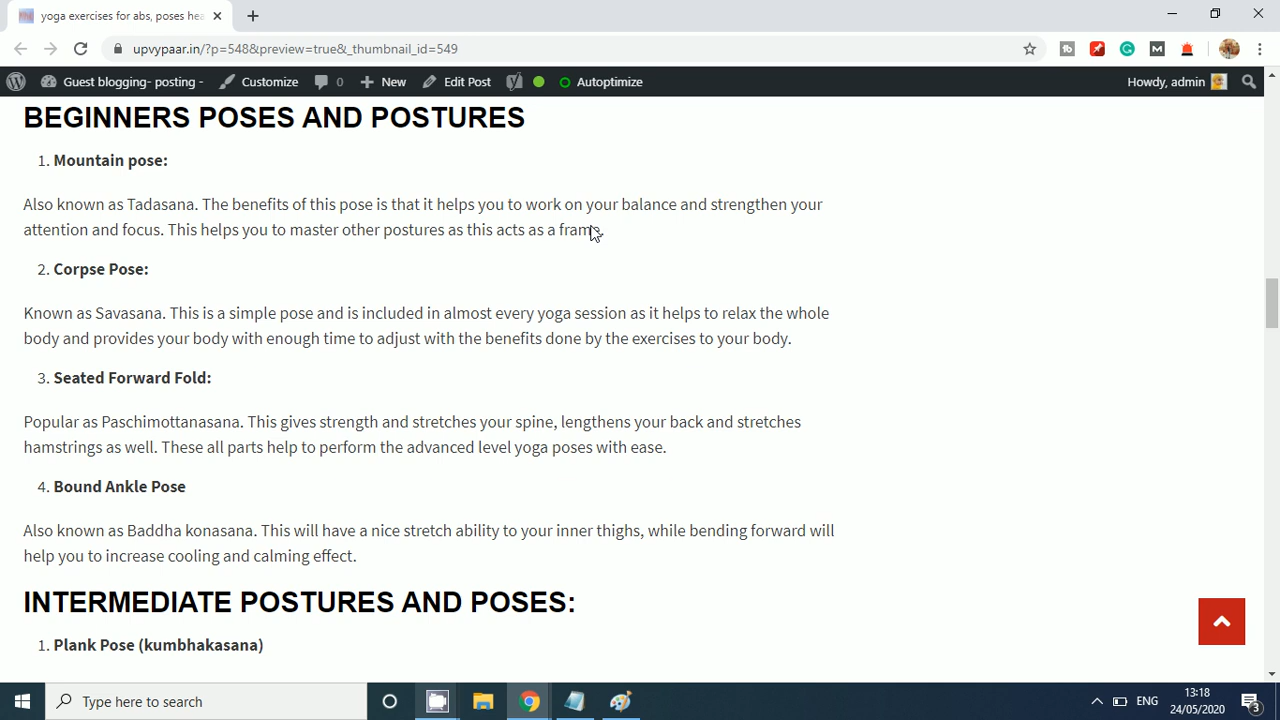 yoga exercises for abs, poses hea
upvypaar.in/?p=548&preview=true&_thumbnail_id=549
Guest blogging- posting - Customize 0 New Edit Post Autoptimize Howdy, admin
BEGINNERS POSES AND POSTURES
1. Mountain pose:
Also known as Tadasana. The benefits of this pose is that it helps you to work on your balance and strengthen your
attention and focus. This helps you to master other postures as this acts as a frame.
2. Corpse Pose:
Known as Savasana. This is a simple pose and is included in almost every yoga session as it helps to relax the whole
body and provides your body with enough time to adjust with the benefits done by the exercises to your body.
3. Seated Forward Fold:
Popular as Paschimottanasana. This gives strength and stretches your spine, lengthens your back and stretches
hamstrings as well. These all parts help to perform the advanced level yoga poses with ease.
4. Bound Ankle Pose
Also known as Baddha konasana. This will have a nice stretch ability to your inner thighs, while bending forward will
help you to increase cooling and calming effect.
INTERMEDIATE POSTURES AND POSES:
1. Plank Pose (kumbhakasana)
Type here to search
ENG
13:18
24/05/2020
3